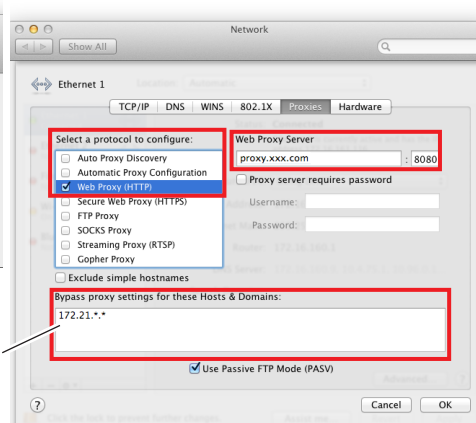 Network
Show All
Ethernet 1
TCP/IP DNS WINS 802.1X Proxies Hardware
Select a protocol to configure:
Auto Proxy Discovery
Automatic Proxy Configuration
Web Proxy (HTTP)
Secure Web Proxy (HTTPS)
FTP Proxy
SOCKS Proxy
Streaming Proxy (RTSP)
Gopher Proxy
Web Proxy Server
proxy.xxx.com : 8080
Proxy server requires password
Username:
Password:
Exclude simple hostnames
Bypass proxy settings for these Hosts & Domains:
172.21.*.*
Use Passive FTP Mode (PASV)
? Cancel OK